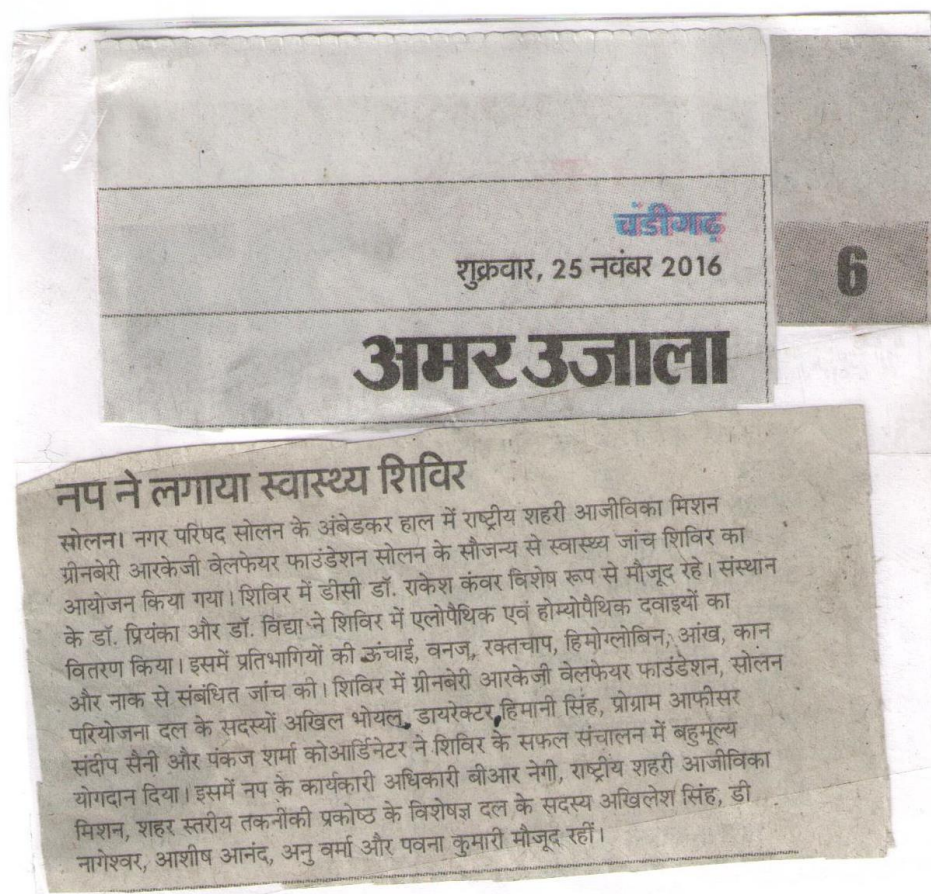 चंडीगढ़
शुक्रवार, 25 नवंबर 2016
6
अमर उजाला
नप ने लगाया स्वास्थ्य शिविर
सोलन। नगर परिषद सोलन के अंबेडकर हाल में राष्ट्रीय शहरी आजीविका मिशन
ग्रीनबेरी आरकेजी वेलफेयर फाउंडेशन सोलन के सौजन्य से स्वास्थ्य जांच शिविर का
आयोजन किया गया। शिविर में डीसी डॉ. राकेश कंवर विशेष रूप से मौजूद रहे। संस्थान
के डॉ. प्रियंका और डॉ. विद्या ने शिविर में एलोपैथिक एवं होम्योपैथिक दवाइयों का
वितरण किया। इसमें प्रतिभागियों की ऊंचाई, वनज, रक्तचाप, हिमोग्लोबिन, आंख, कान
और नाक से संबंधित जांच की। शिविर में ग्रीनबेरी आरकेजी वेलफेयर फाउंडेशन, सोलन
परियोजना दल के सदस्यों अखिल भोयल, डायरेक्टर, हिमानी सिंह, प्रोग्राम आफीसर
संदीप सैनी और पंकज शर्मा कोआर्डिनेटर ने शिविर के सफल संचालन में बहुमूल्य
योगदान दिया। इसमें नप के कार्यकारी अधिकारी बीआर नेगी, राष्ट्रीय शहरी आजीविका
मिशन, शहर स्तरीय तकनीकी प्रकोष्ठ के विशेषज्ञ दल के सदस्य अखिलेश सिंह, डी
नागेश्वर, आशीष आनंद, अनु वर्मा और पवना कुमारी मौजूद रहीं।